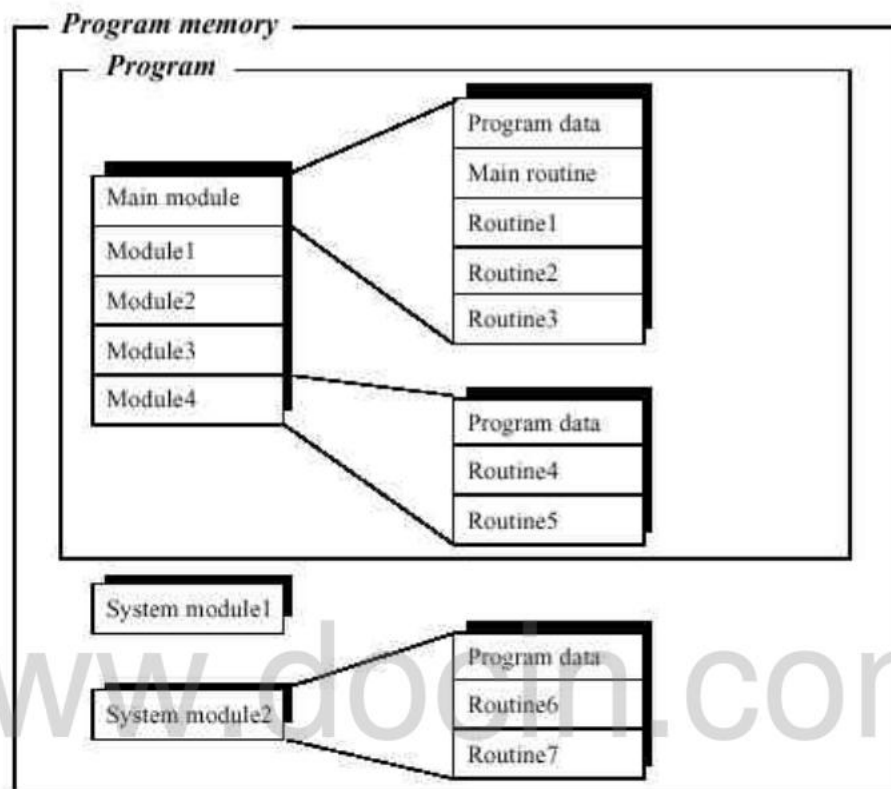 Program memory
Program
Main module
Module1
Module2
Module3
Module4
Program data
Main routine
Routine1
Routine2
Routine3
Program data
Routine4
Routine5
System module1
System module2
Program data
Routine6
Routine7
www.docin.com